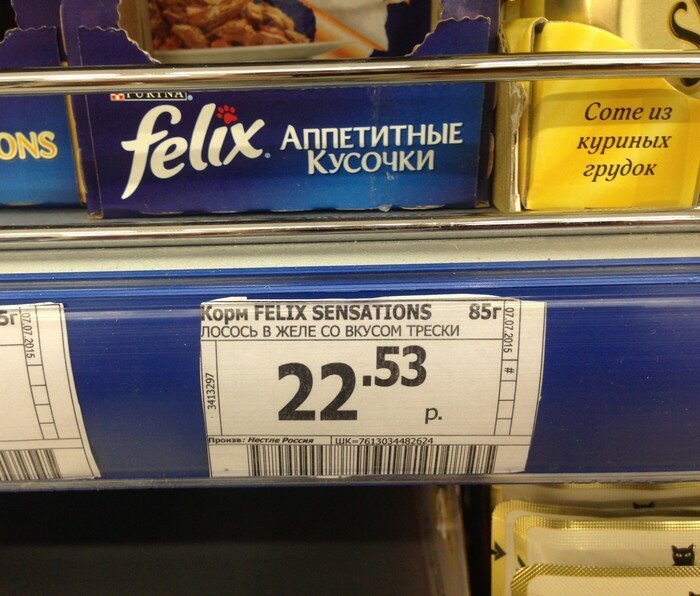 PURINA
ONS
felix
АППЕТИТНЫЕ
КУСОЧКИ
Соте из
куриных
грудок
S
5г
07.07.2015
Корм FELIX SENSATIONS 85г
ЛОСОСЬ В ЖЕЛЕ СО ВКУСОМ ТРЕСКИ
07.07.2015
#
3413297
22.53
р.
Произв: Нестле Россия ШК=7613034482624